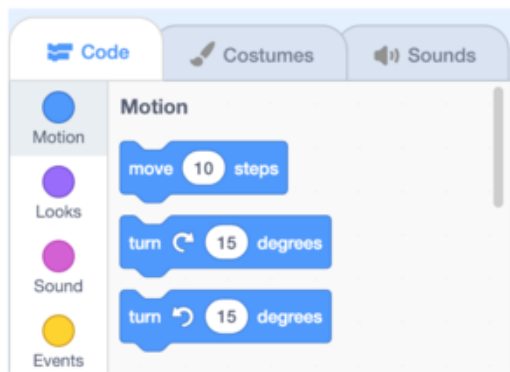 Code Costumes Sounds
Motion
Looks
Sound
Events
Motion
move 10 steps
turn 15 degrees
turn 15 degrees